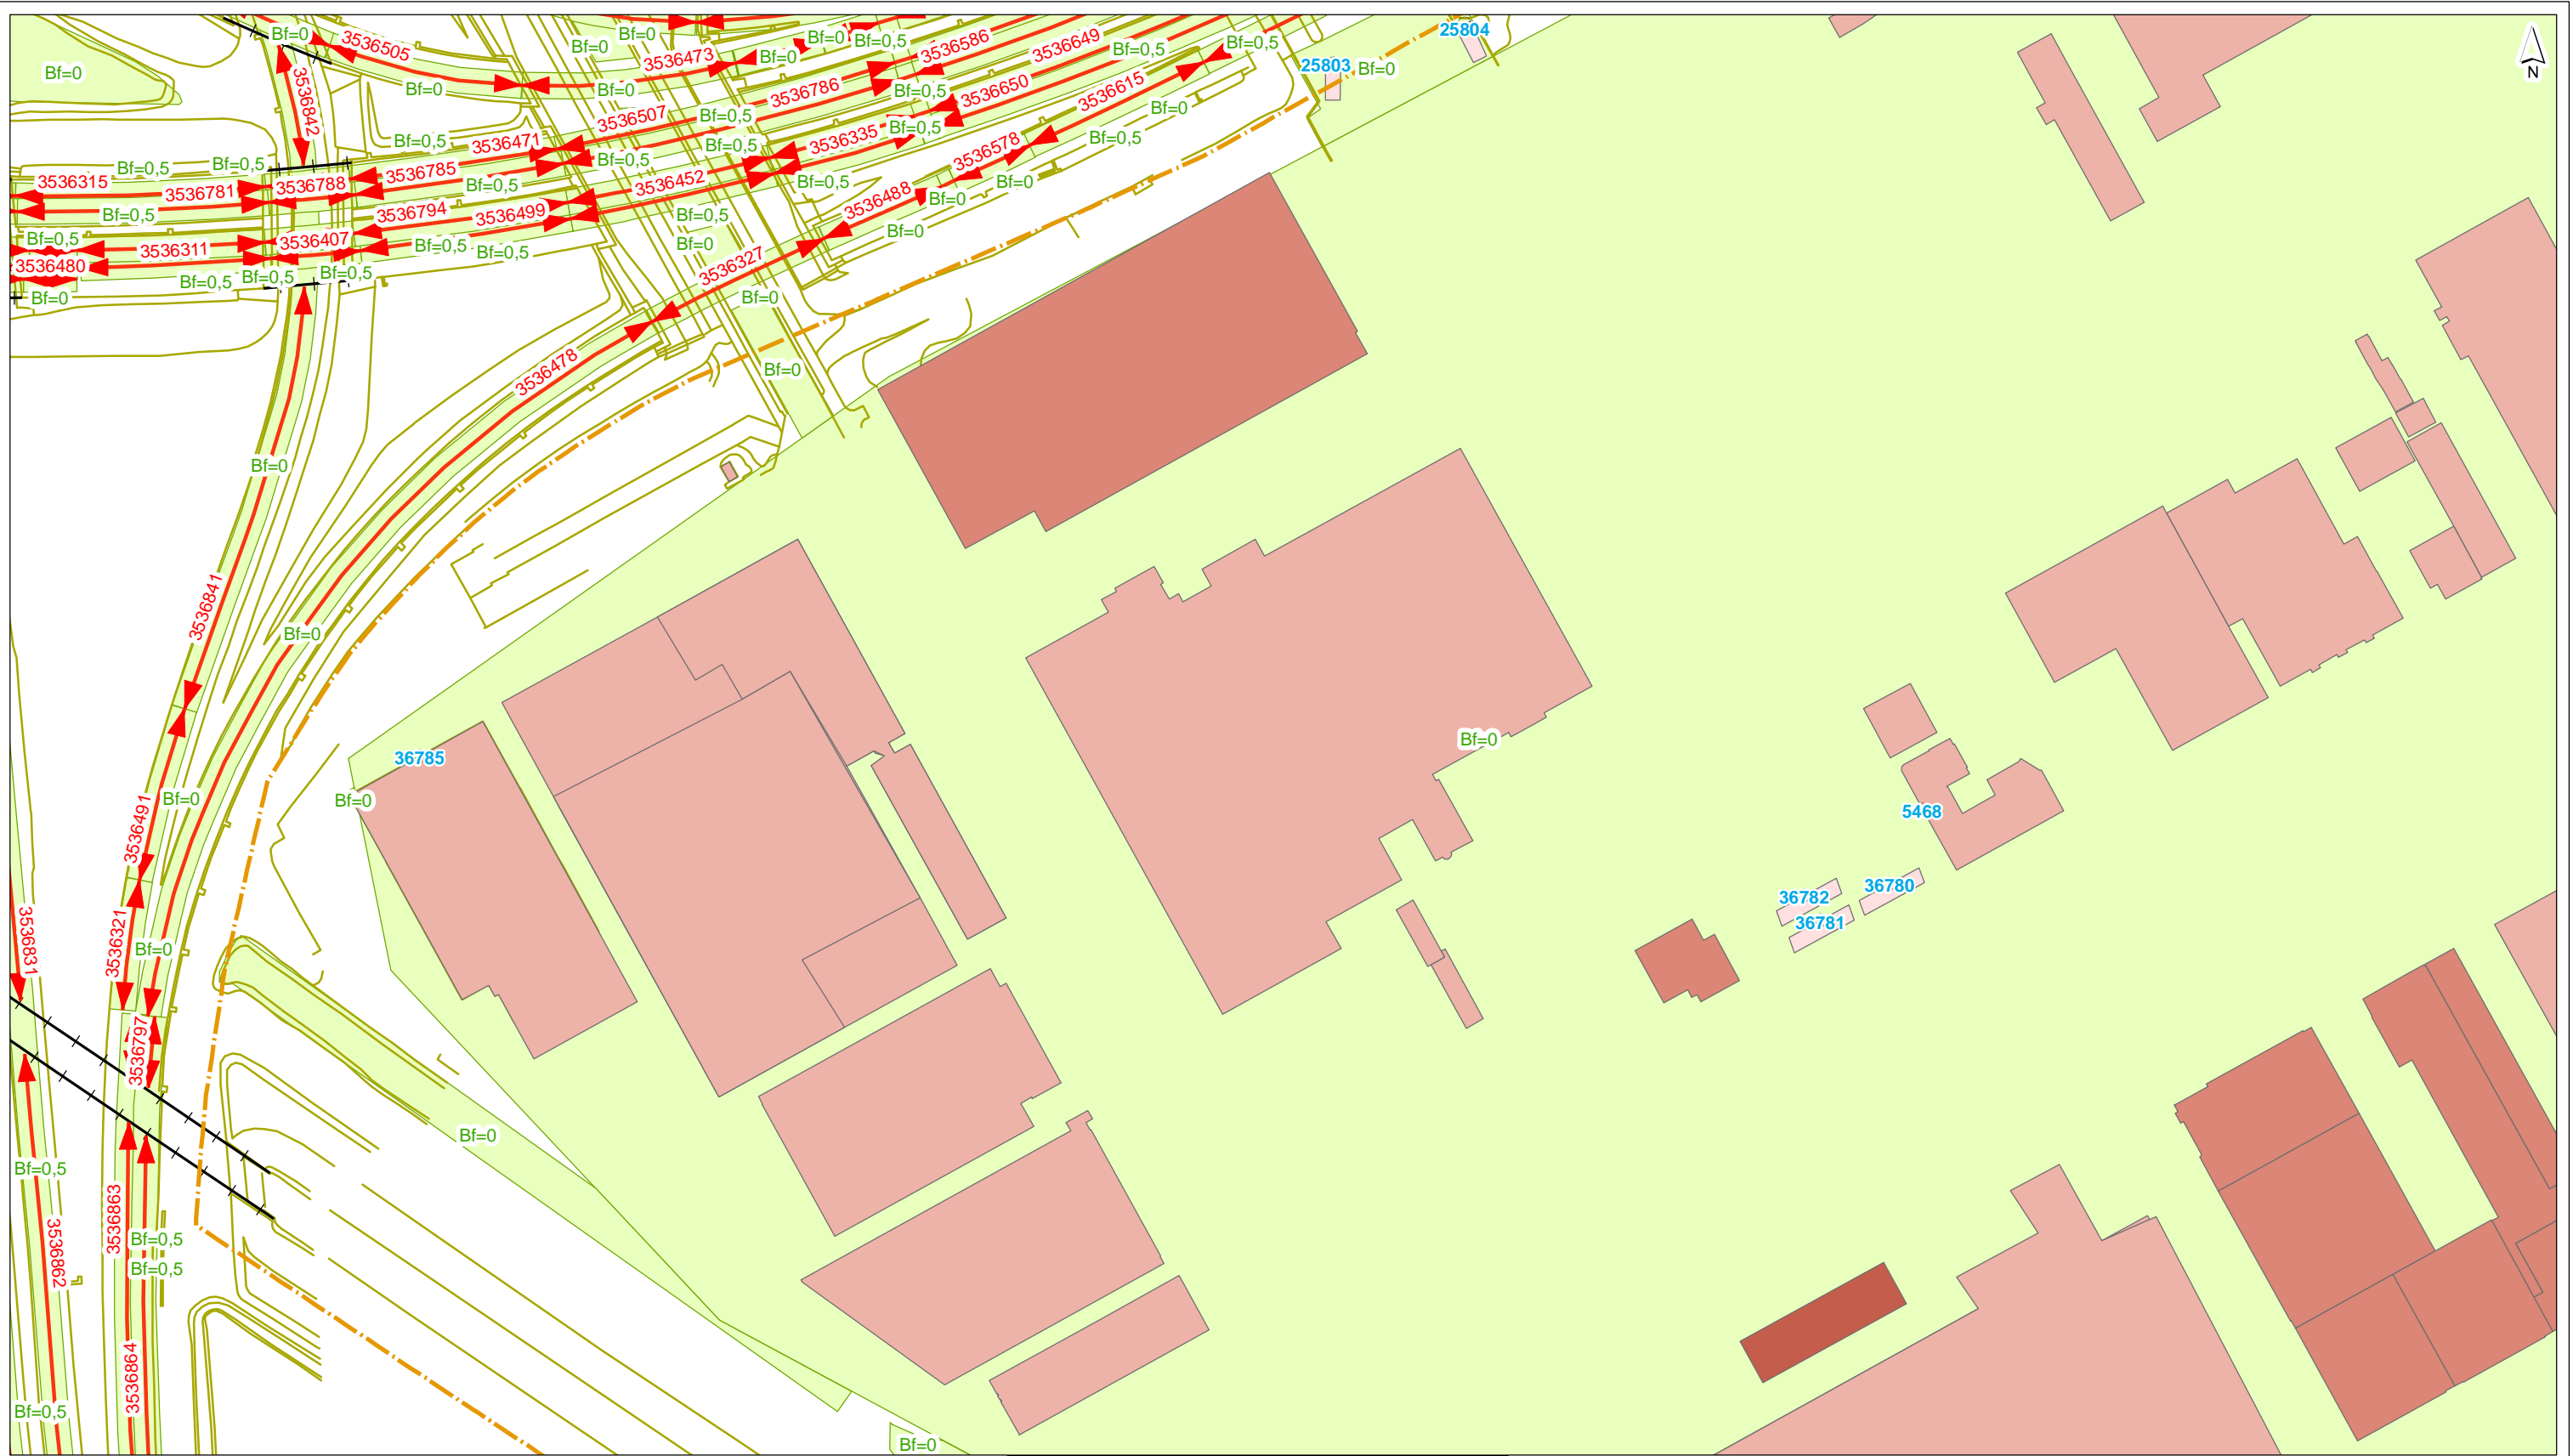 25804
Bf=0
Bf=0
Bf=0
Bf=0,5
3536586
3536649
Bf=0,5
Bf=0,5
3536505
Bf=0
3536473
Bf=0
25803
Bf=0
Bf=0
Bf=0
Bf=0
3536786
Bf=0,5
3536650
3536615
Bf=0
3536842
3536507
Bf=0,5
Bf=0,5
Bf=0,5
Bf=0,5
3536471
3536335
3536578
Bf=0,5
Bf=0,5
Bf=0,5
Bf=0,5
3536315
3536781
3536788
3536785
Bf=0,5
3536452
Bf=0,5
Bf=0
Bf=0,5
3536794
3536499
Bf=0,5
3536488
Bf=0
Bf=0,5
3536311
3536407
Bf=0,5
Bf=0,5
Bf=0
Bf=0
3536480
Bf=0,5
Bf=0,5
Bf=0,5
3536327
Bf=0
Bf=0
3536478
Bf=0
Bf=0
3536841
Bf=0
36785
Bf=0
Bf=0
Bf=0
5468
3536491
36782
36780
36781
3536831
3536321
Bf=0
3536797
Bf=0
Bf=0,5
3536863
3536862
Bf=0,5
Bf=0,5
3536864
Bf=0,5
Bf=0
N